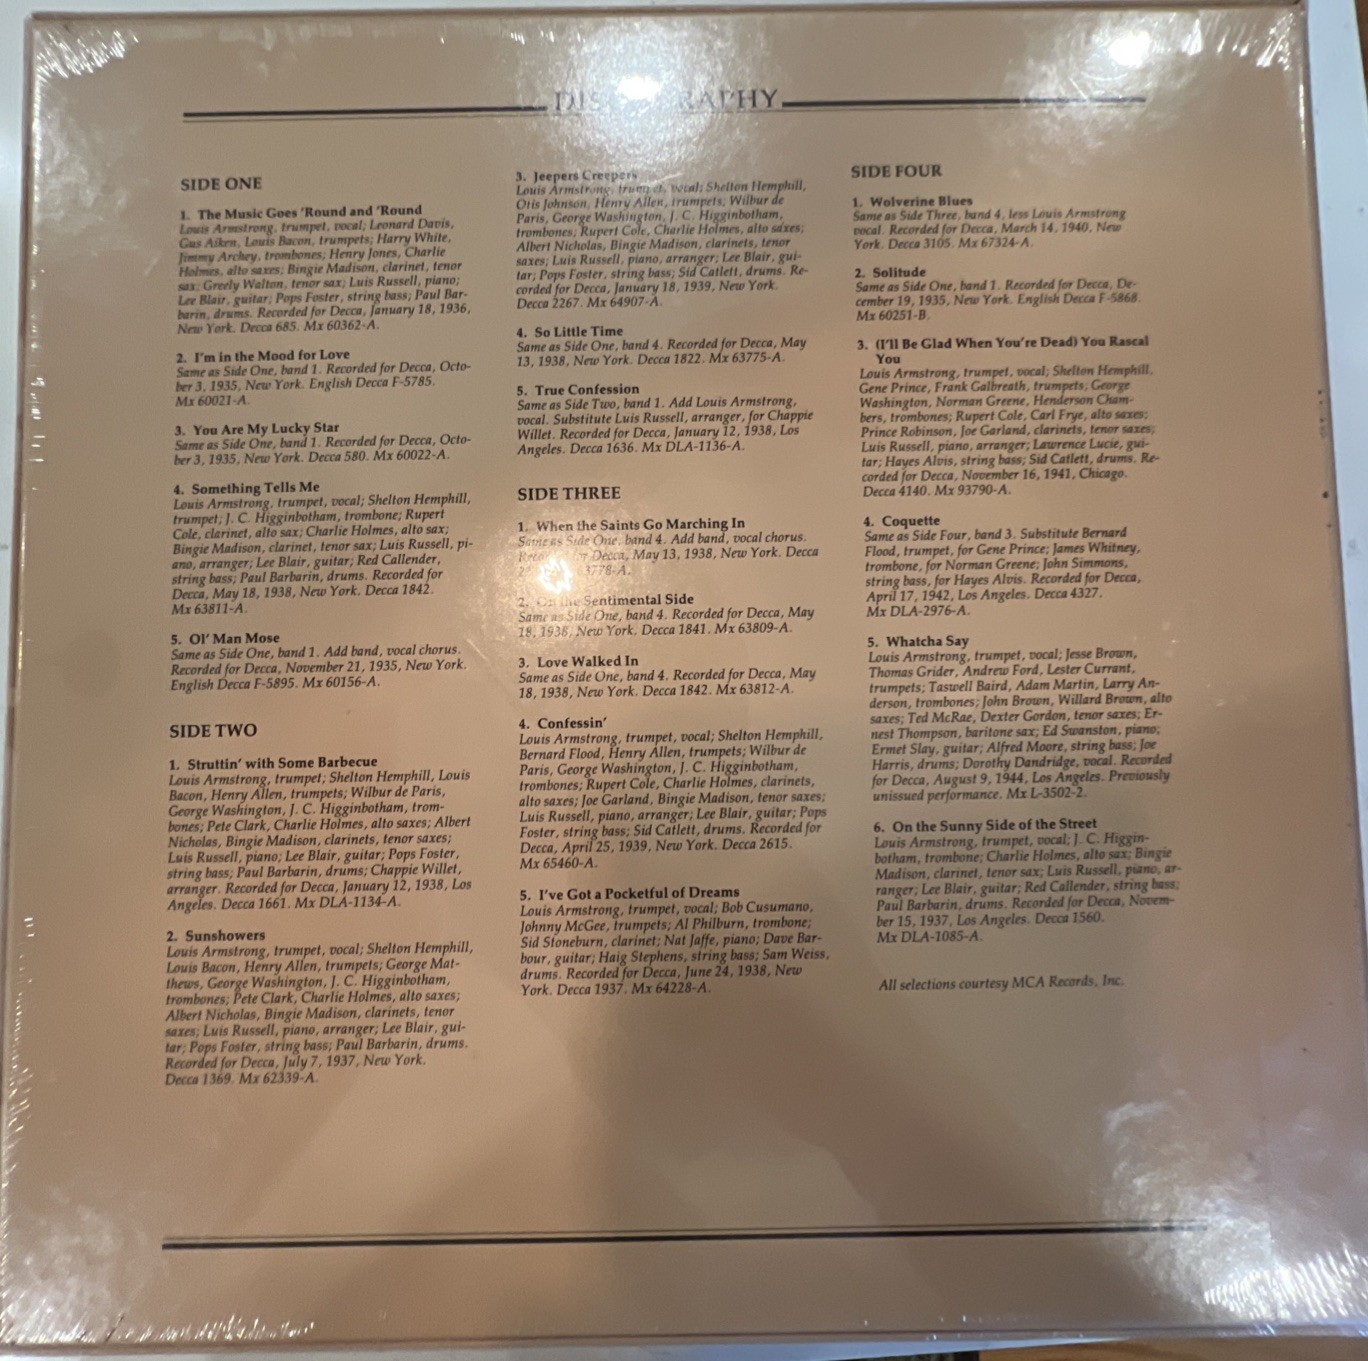 DIS RAPHY
SIDE ONE
1. The Music Goes 'Round and 'Round
Louis Armstrong, trumpet, vocal; Leonard Davis,
Gus Aiken, Louis Bacon, trumpets; Harry White,
Jimmy Archey, trombones; Henry Jones, Charlie
Holmes, alto saxes; Bingie Madison, clarinet, tenor
sax; Greely Walton, tenor sax; Luis Russell, piano;
Lee Blair, guitar; Pops Foster, string bass; Paul Bar-
barin, drums. Recorded for Decca, January 18, 1936,
New York. Decca 685. Mx 60362-A.
2. I'm in the Mood for Love
Same as Side One, band 1. Recorded for Decca, Octo-
ber 3, 1935, New York. English Decca F-5785.
Mx 60021-A.
3. You Are My Lucky Star
Same as Side One, band 1. Recorded for Decca, Octo-
ber 3, 1935, New York. Decca 580. Mx 60022-A.
4. Something Tells Me
Louis Armstrong, trumpet, vocal; Shelton Hemphill,
trumpet; J. C. Higginbotham, trombone; Rupert
Cole, clarinet, alto sax; Charlie Holmes, alto sax;
Bingie Madison, clarinet, tenor sax; Luis Russell, pi-
ano, arranger; Lee Blair, guitar; Red Callender,
string bass; Paul Barbarin, drums. Recorded for
Decca, May 18, 1938, New York. Decca 1842.
Mx 63811-A.
5. Ol' Man Mose
Same as Side One, band 1. Add band, vocal chorus.
Recorded for Decca, November 21, 1935, New York.
English Decca F-5895. Mx 60156-A.
SIDE TWO
1. Struttin' with Some Barbecue
Louis Armstrong, trumpet; Shelton Hemphill, Louis
Bacon, Henry Allen, trumpets; Wilbur de Paris,
George Washington, J. C. Higginbotham, trom-
bones; Pete Clark, Charlie Holmes, alto saxes; Albert
Nicholas, Bingie Madison, clarinets, tenor saxes;
Luis Russell, piano; Lee Blair, guitar; Pops Foster,
string bass; Paul Barbarin, drums; Chappie Willet,
arranger. Recorded for Decca, January 12, 1938, Los
Angeles. Decca 1661. Mx DLA-1134-A.
2. Sunshowers
Louis Armstrong, trumpet, vocal; Shelton Hemphill,
Louis Bacon, Henry Allen, trumpets; George Mat-
thews, George Washington, J. C. Higginbotham,
trombones; Pete Clark, Charlie Holmes, alto saxes;
Albert Nicholas, Bingie Madison, clarinets, tenor
saxes; Luis Russell, piano, arranger; Lee Blair, gui-
tar; Pops Foster, string bass; Paul Barbarin, drums.
Recorded for Decca, July 7, 1937, New York.
Decca 1369. Mx 62339-A.
3. Jeepers Creepers
Louis Armstrong, trumpet, vocal; Shelton Hemphill,
Otis Johnson, Henry Allen, trumpets; Wilbur de
Paris, George Washington, J. C. Higginbotham,
trombones; Rupert Cole, Charlie Holmes, alto saxes;
Albert Nicholas, Bingie Madison, clarinets, tenor
saxes; Luis Russell, piano, arranger; Lee Blair, gui-
tar; Pops Foster, string bass; Sid Catlett, drums. Re-
corded for Decca, January 18, 1939, New York.
Decca 2267. Mx 64907-A.
4. So Little Time
Same as Side One, band 4. Recorded for Decca, May
13, 1938, New York. Decca 1822. Mx 63775-A.
5. True Confession
Same as Side Two, band 1. Add Louis Armstrong,
vocal. Substitute Luis Russell, arranger, for Chappie
Willet. Recorded for Decca, January 12, 1938, Los
Angeles. Decca 1636. Mx DLA-1136-A.
SIDE THREE
1. When the Saints Go Marching In
Same as Side One, band 4. Add band, vocal chorus.
Decca, May 13, 1938, New York. Decca
3778-A.
2. On the Sentimental Side
Same as Side One, band 4. Recorded for Decca, May
18, 1938, New York. Decca 1841. Mx 63809-A.
3. Love Walked In
Same as Side One, band 4. Recorded for Decca, May
18, 1938, New York. Decca 1842. Mx 63812-A.
4. Confessin'
Louis Armstrong, trumpet, vocal; Shelton Hemphill,
Bernard Flood, Henry Allen, trumpets; Wilbur de
Paris, George Washington, J. C. Higginbotham,
trombones; Rupert Cole, Charlie Holmes, clarinets,
alto saxes; Joe Garland, Bingie Madison, tenor saxes;
Luis Russell, piano, arranger; Lee Blair, guitar; Pops
Foster, string bass; Sid Catlett, drums. Recorded for
Decca, April 25, 1939, New York. Decca 2615.
Mx 65460-A.
5. I've Got a Pocketful of Dreams
Louis Armstrong, trumpet, vocal; Bob Cusumano,
Johnny McGee, trumpets; Al Philburn, trombone;
Sid Stoneburn, clarinet; Nat Jaffe, piano; Dave Bar-
bour, guitar; Haig Stephens, string bass; Sam Weiss,
drums. Recorded for Decca, June 24, 1938, New
York. Decca 1937. Mx 64228-A.
SIDE FOUR
1. Wolverine Blues
Same as Side Three, band 4, less Louis Armstrong
vocal. Recorded for Decca, March 14, 1940, New
York. Decca 3105. Mx 67324-A.
2. Solitude
Same as Side One, band 1. Recorded for Decca, De-
cember 19, 1935, New York. English Decca F-5868.
Mx 60251-B.
3. (I'll Be Glad When You're Dead) You Rascal
You
Louis Armstrong, trumpet, vocal; Shelton Hemphill,
Gene Prince, Frank Galbreath, trumpets; George
Washington, Norman Greene, Henderson Cham-
bers, trombones; Rupert Cole, Carl Frye, alto saxes;
Prince Robinson, Joe Garland, clarinets, tenor saxes;
Luis Russell, piano, arranger; Lawrence Lucie, gui-
tar; Hayes Alvis, string bass; Sid Catlett, drums. Re-
corded for Decca, November 16, 1941, Chicago.
Decca 4140. Mx 93790-A.
4. Coquette
Same as Side Four, band 3. Substitute Bernard
Flood, trumpet, for Gene Prince; James Whitney,
trombone, for Norman Greene; John Simmons,
string bass, for Hayes Alvis. Recorded for Decca,
April 17, 1942, Los Angeles. Decca 4327.
Mx DLA-2976-A.
5. Whatcha Say
Louis Armstrong, trumpet, vocal; Jesse Brown,
Thomas Grider, Andrew Ford, Lester Currant,
trumpets; Taswell Baird, Adam Martin, Larry An-
derson, trombones; John Brown, Willard Brown, alto
saxes; Ted McRae, Dexter Gordon, tenor saxes; Er-
nest Thompson, baritone sax; Ed Swanston, piano;
Ermet Slay, guitar; Alfred Moore, string bass; Joe
Harris, drums; Dorothy Dandridge, vocal. Recorded
for Decca, August 9, 1944, Los Angeles. Previously
unissued performance. Mx L-3502-2.
6. On the Sunny Side of the Street
Louis Armstrong, trumpet, vocal; J. C. Higgin-
botham, trombone; Charlie Holmes, alto sax; Bingie
Madison, clarinet, tenor sax; Luis Russell, piano, ar-
ranger; Lee Blair, guitar; Red Callender, string bass;
Paul Barbarin, drums. Recorded for Decca, Novem-
ber 15, 1937, Los Angeles. Decca 1560.
Mx DLA-1085-A.
All selections courtesy MCA Records, Inc.